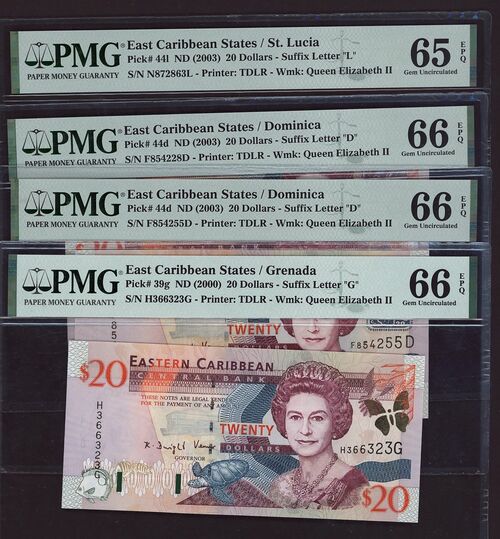 PMG
PAPER MONEY GUARANTY
East Caribbean States / St. Lucia
Pick# 44l ND (2003) 20 Dollars - Suffix Letter "L"
S/N N872863L - Printer: TDLR - Wmk: Queen Elizabeth II
65 EPQ
Gem Uncirculated
PMG
PAPER MONEY GUARANTY
East Caribbean States / Dominica
Pick# 44d ND (2003) 20 Dollars - Suffix Letter "D"
S/N F854228D - Printer: TDLR - Wmk: Queen Elizabeth II
66 EPQ
Gem Uncirculated
PMG
PAPER MONEY GUARANTY
East Caribbean States / Dominica
Pick# 44d ND (2003) 20 Dollars - Suffix Letter "D"
S/N F854255D - Printer: TDLR - Wmk: Queen Elizabeth II
66 EPQ
Gem Uncirculated
PMG
PAPER MONEY GUARANTY
East Caribbean States / Grenada
Pick# 39g ND (2000) 20 Dollars - Suffix Letter "G"
S/N H366323G - Printer: TDLR - Wmk: Queen Elizabeth II
66 EPQ
Gem Uncirculated
85
TWENTY
F854255D
$20
EASTERN CARIBBEAN
CENTRAL BANK
THESE NOTES ARE LEGAL TENDER
FOR THE PAYMENT OF ANY
TWENTY
DOLLARS
H366323G
H366323G
GOVERNOR
$20